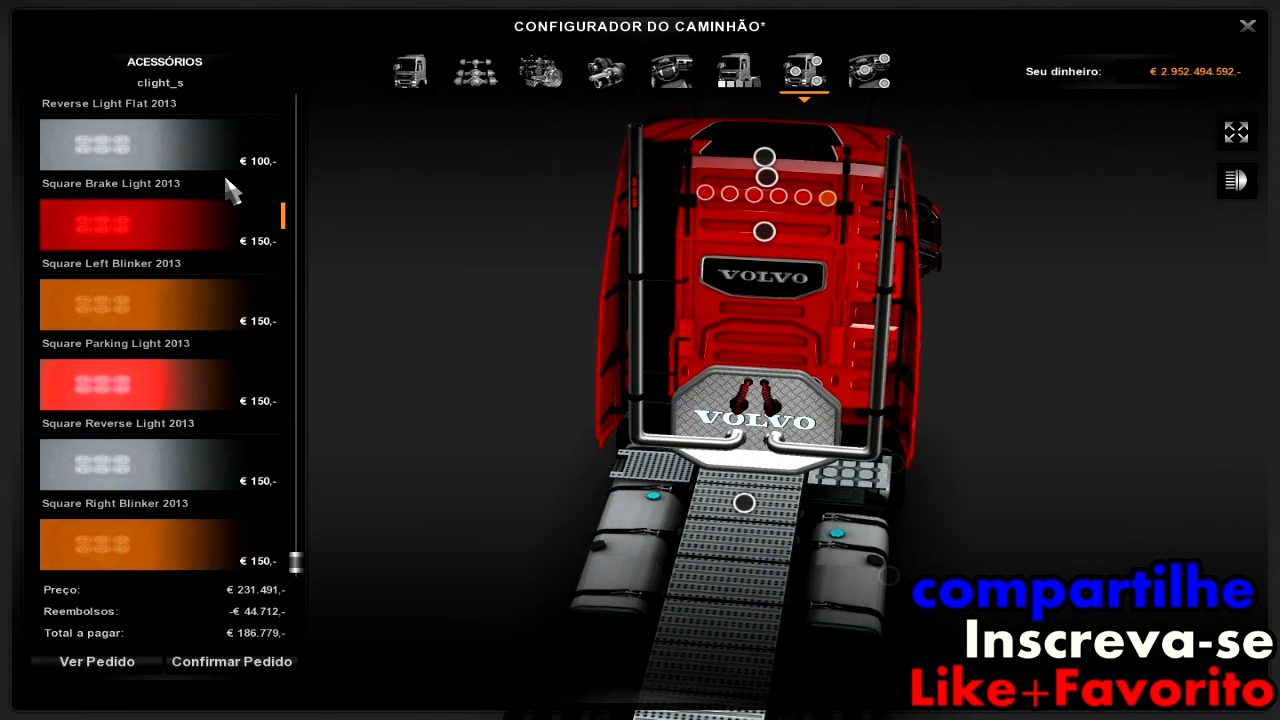 CONFIGURADOR DO CAMINHÃO*
Seu dinheiro: € 2.952.494.592,-
ACESSÓRIOS
clight_s
Reverse Light Flat 2013
€ 100,-
Square Brake Light 2013
€ 150,-
Square Left Blinker 2013
€ 150,-
Square Parking Light 2013
€ 150,-
Square Reverse Light 2013
€ 150,-
Square Right Blinker 2013
€ 150,-
Preço: € 231.491,-
Reembolsos: -€ 44.712,-
Total a pagar: € 186.779,-
Ver Pedido Confirmar Pedido
VOLVO
VOLVO
compartilhe
Inscreva-se
Like+Favorito